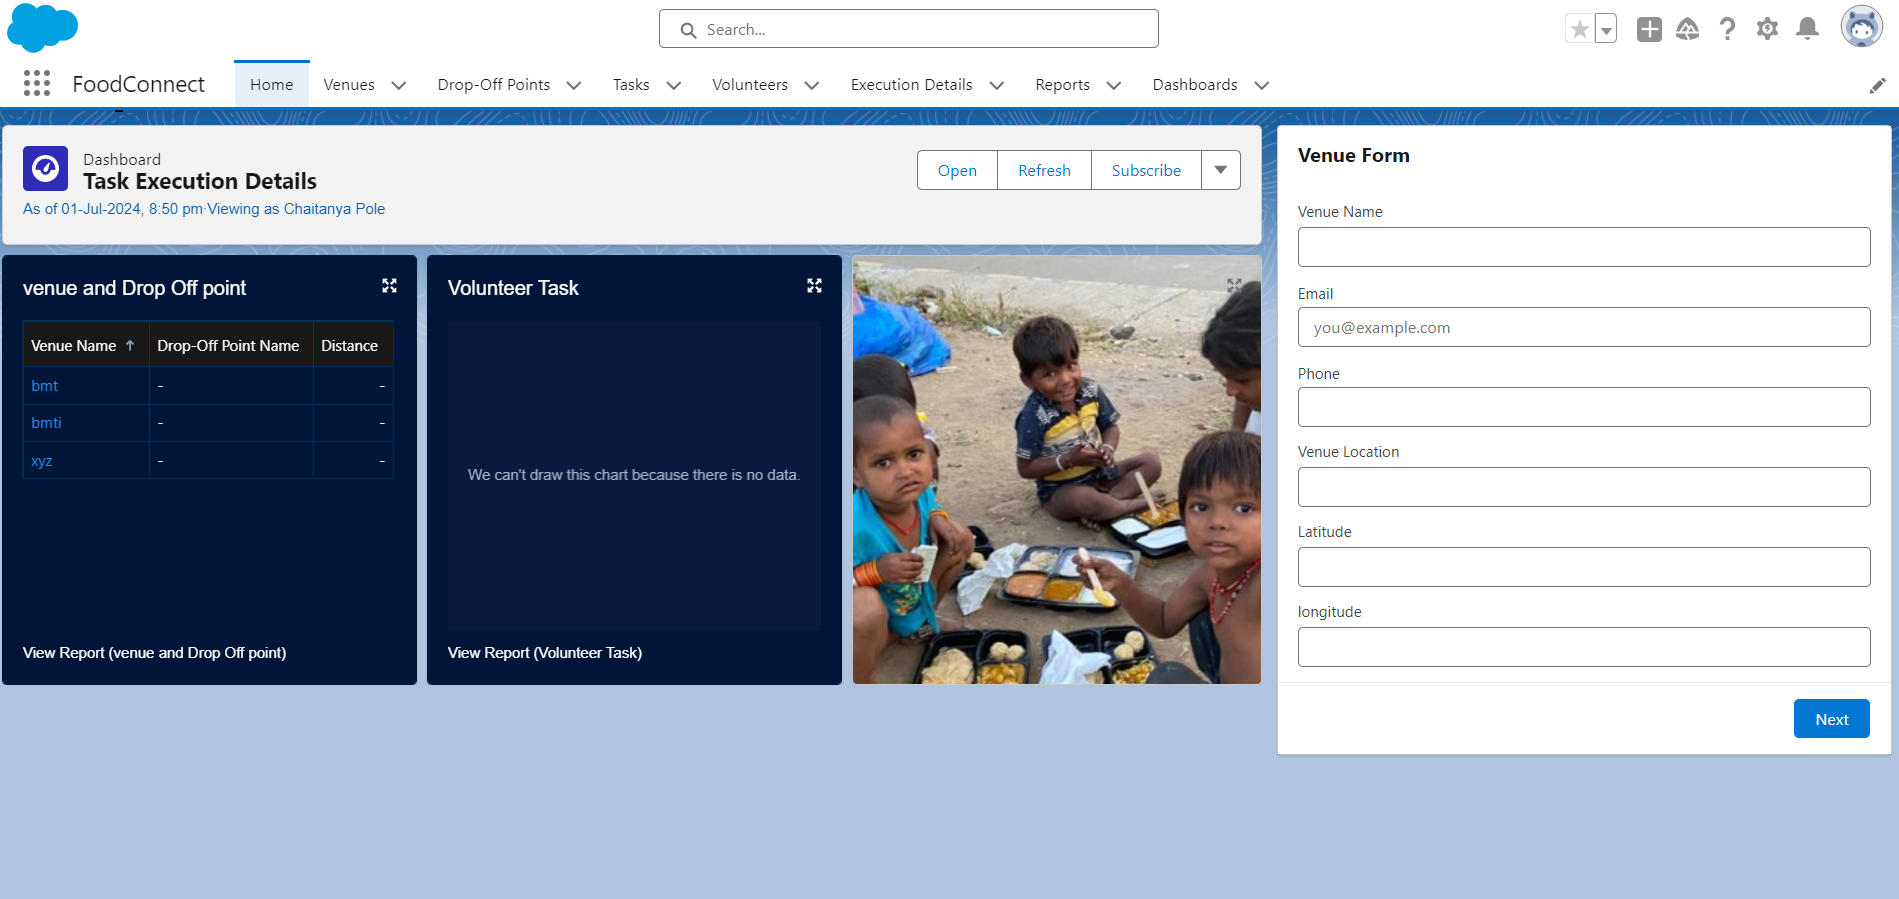 Search...
FoodConnect
Home
Venues
Drop-Off Points
Tasks
Volunteers
Execution Details
Reports
Dashboards
Dashboard
Task Execution Details
As of 01-Jul-2024, 8:50 pm·Viewing as Chaitanya Pole
Open
Refresh
Subscribe
venue and Drop Off point
Venue Name ↑ Drop-Off Point Name Distance
bmt - -
bmti - -
xyz - -
View Report (venue and Drop Off point)
Volunteer Task
We can't draw this chart because there is no data.
View Report (Volunteer Task)
Venue Form
Venue Name
Email
you@example.com
Phone
Venue Location
Latitude
longitude
Next